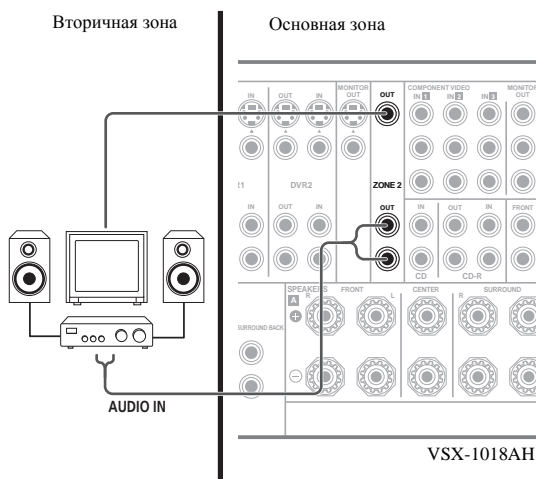 Вторичная зона
Основная зона
IN OUT IN MONITOR OUT OUT COMPONENT VIDEO IN 1 IN 2 IN 3 MONITOR OUT
DVR2 ZONE 2
IN OUT IN OUT IN OUT IN FRONT
CD CD-R
SPEAKERS
A R FRONT L CENTER R SURROUND
SURROUND BACK
AUDIO IN
VSX-1018AH